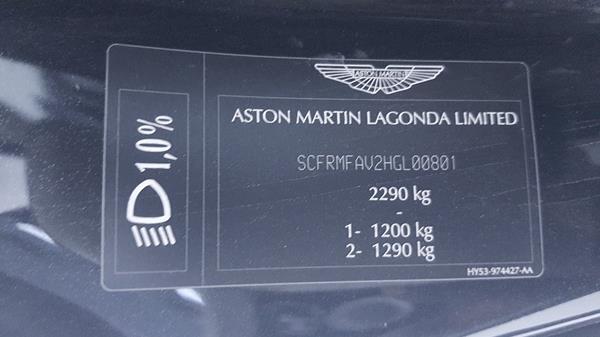 1,0%
ASTON MARTIN
ASTON MARTIN LAGONDA LIMITED
SCFRMFAV2HGL00801
2290 kg
-
1- 1200 kg
2- 1290 kg
HY53-974427-AA